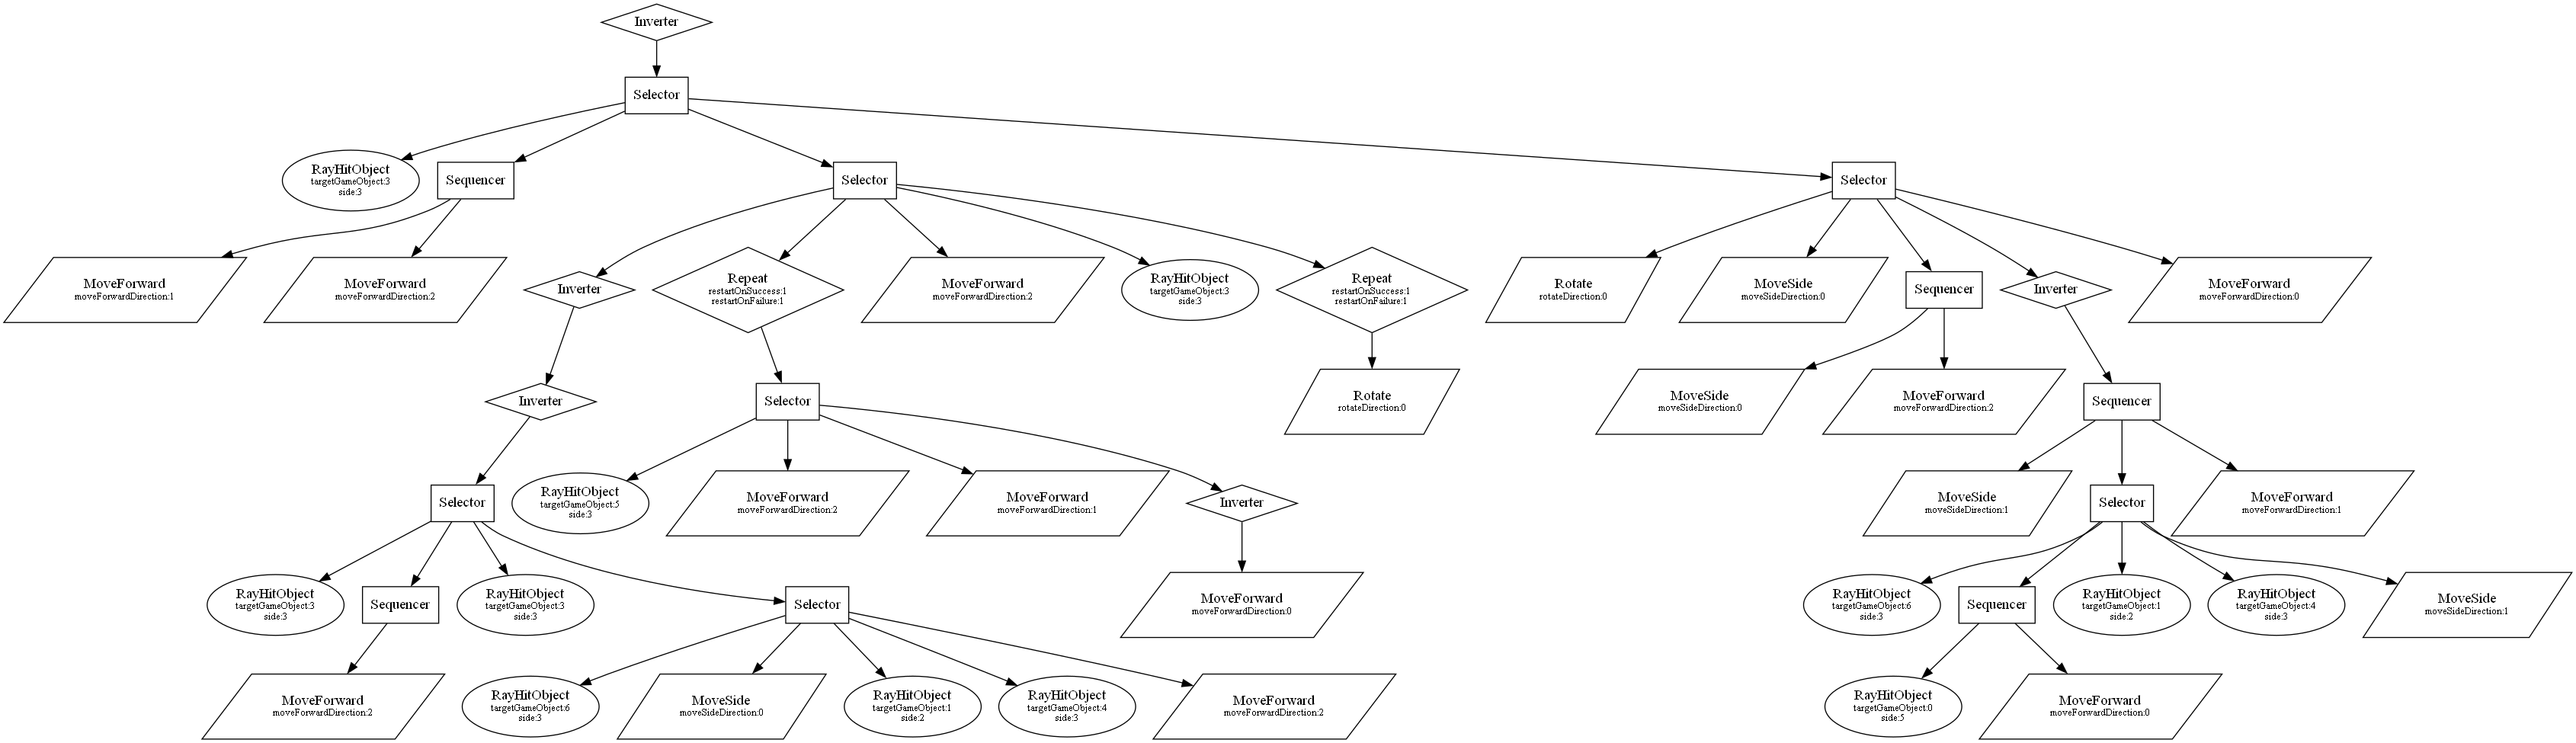 Inverter
Selector
RayHitObject
targetGameObject:3
side:3
Sequencer
Selector
Selector
MoveForward
moveForwardDirection:1
MoveForward
moveForwardDirection:2
Inverter
Repeat
restartOnSuccess:1
restartOnFailure:1
MoveForward
moveForwardDirection:2
RayHitObject
targetGameObject:3
side:3
Repeat
restartOnSuccess:1
restartOnFailure:1
Rotate
rotateDirection:0
MoveSide
moveSideDirection:0
Sequencer
Inverter
MoveForward
moveForwardDirection:0
Inverter
Selector
Rotate
rotateDirection:0
MoveSide
moveSideDirection:0
MoveForward
moveForwardDirection:2
Sequencer
Selector
RayHitObject
targetGameObject:5
side:3
MoveForward
moveForwardDirection:2
MoveForward
moveForwardDirection:1
Inverter
MoveSide
moveSideDirection:1
Selector
MoveForward
moveForwardDirection:1
RayHitObject
targetGameObject:3
side:3
Sequencer
RayHitObject
targetGameObject:3
side:3
Selector
MoveForward
moveForwardDirection:0
RayHitObject
targetGameObject:6
side:3
Sequencer
RayHitObject
targetGameObject:1
side:2
RayHitObject
targetGameObject:4
side:3
MoveSide
moveSideDirection:1
MoveForward
moveForwardDirection:2
RayHitObject
targetGameObject:6
side:3
MoveSide
moveSideDirection:0
RayHitObject
targetGameObject:1
side:2
RayHitObject
targetGameObject:4
side:3
MoveForward
moveForwardDirection:2
RayHitObject
targetGameObject:0
side:5
MoveForward
moveForwardDirection:0